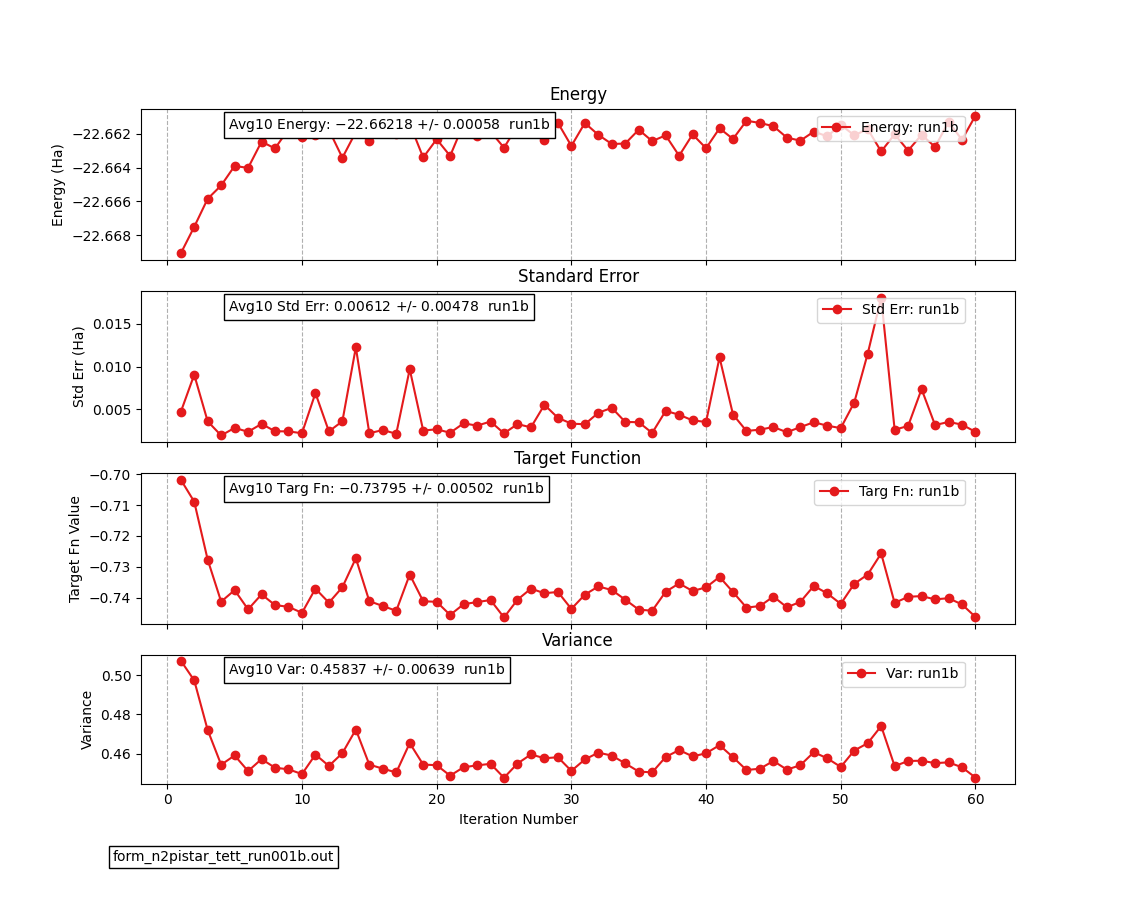 Energy
Avg10 Energy: −22.66218 +/- 0.00058  run1b
Energy: run1b
Energy (Ha)
−22.662
−22.664
−22.666
−22.668
Standard Error
Avg10 Std Err: 0.00612 +/- 0.00478  run1b
Std Err: run1b
Std Err (Ha)
0.015
0.010
0.005
Target Function
Avg10 Targ Fn: −0.73795 +/- 0.00502  run1b
Targ Fn: run1b
Target Fn Value
−0.70
−0.71
−0.72
−0.73
−0.74
Variance
Avg10 Var: 0.45837 +/- 0.00639  run1b
Var: run1b
Variance
0.50
0.48
0.46
0 10 20 30 40 50 60
Iteration Number
form_n2pistar_tett_run001b.out